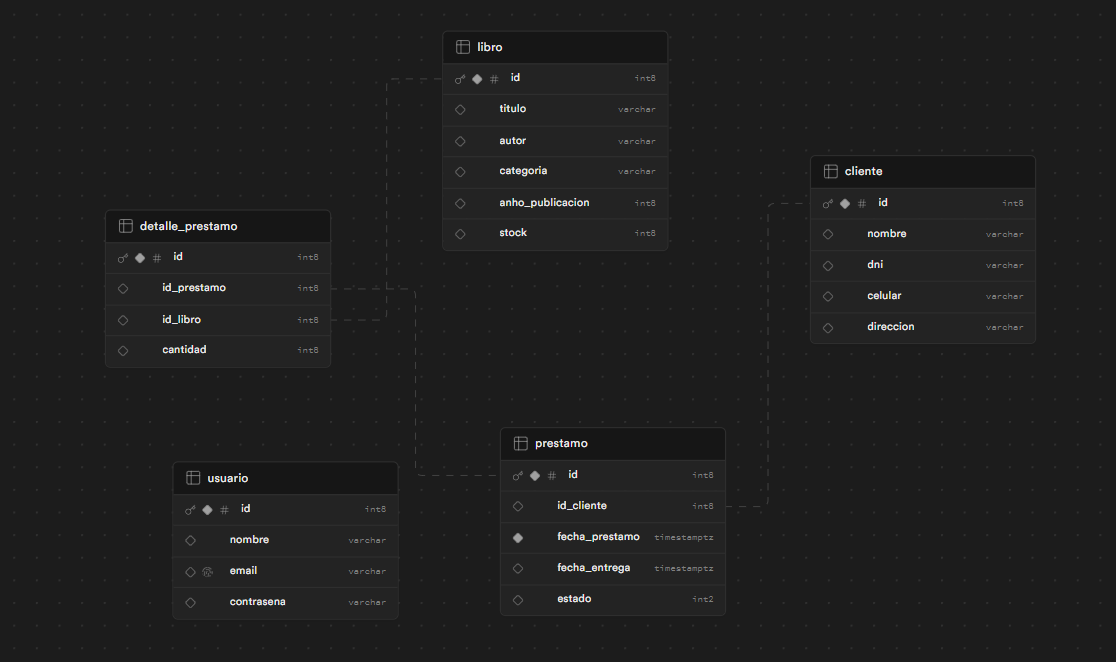 libro
# id int8
titulo varchar
autor varchar
categoria varchar
anho_publicacion int8
stock int8
cliente
# id int8
nombre varchar
dni varchar
celular varchar
direccion varchar
detalle_prestamo
# id int8
id_prestamo int8
id_libro int8
cantidad int8
prestamo
# id int8
id_cliente int8
fecha_prestamo timestamptz
fecha_entrega timestamptz
estado int2
usuario
# id int8
nombre varchar
email varchar
contrasena varchar